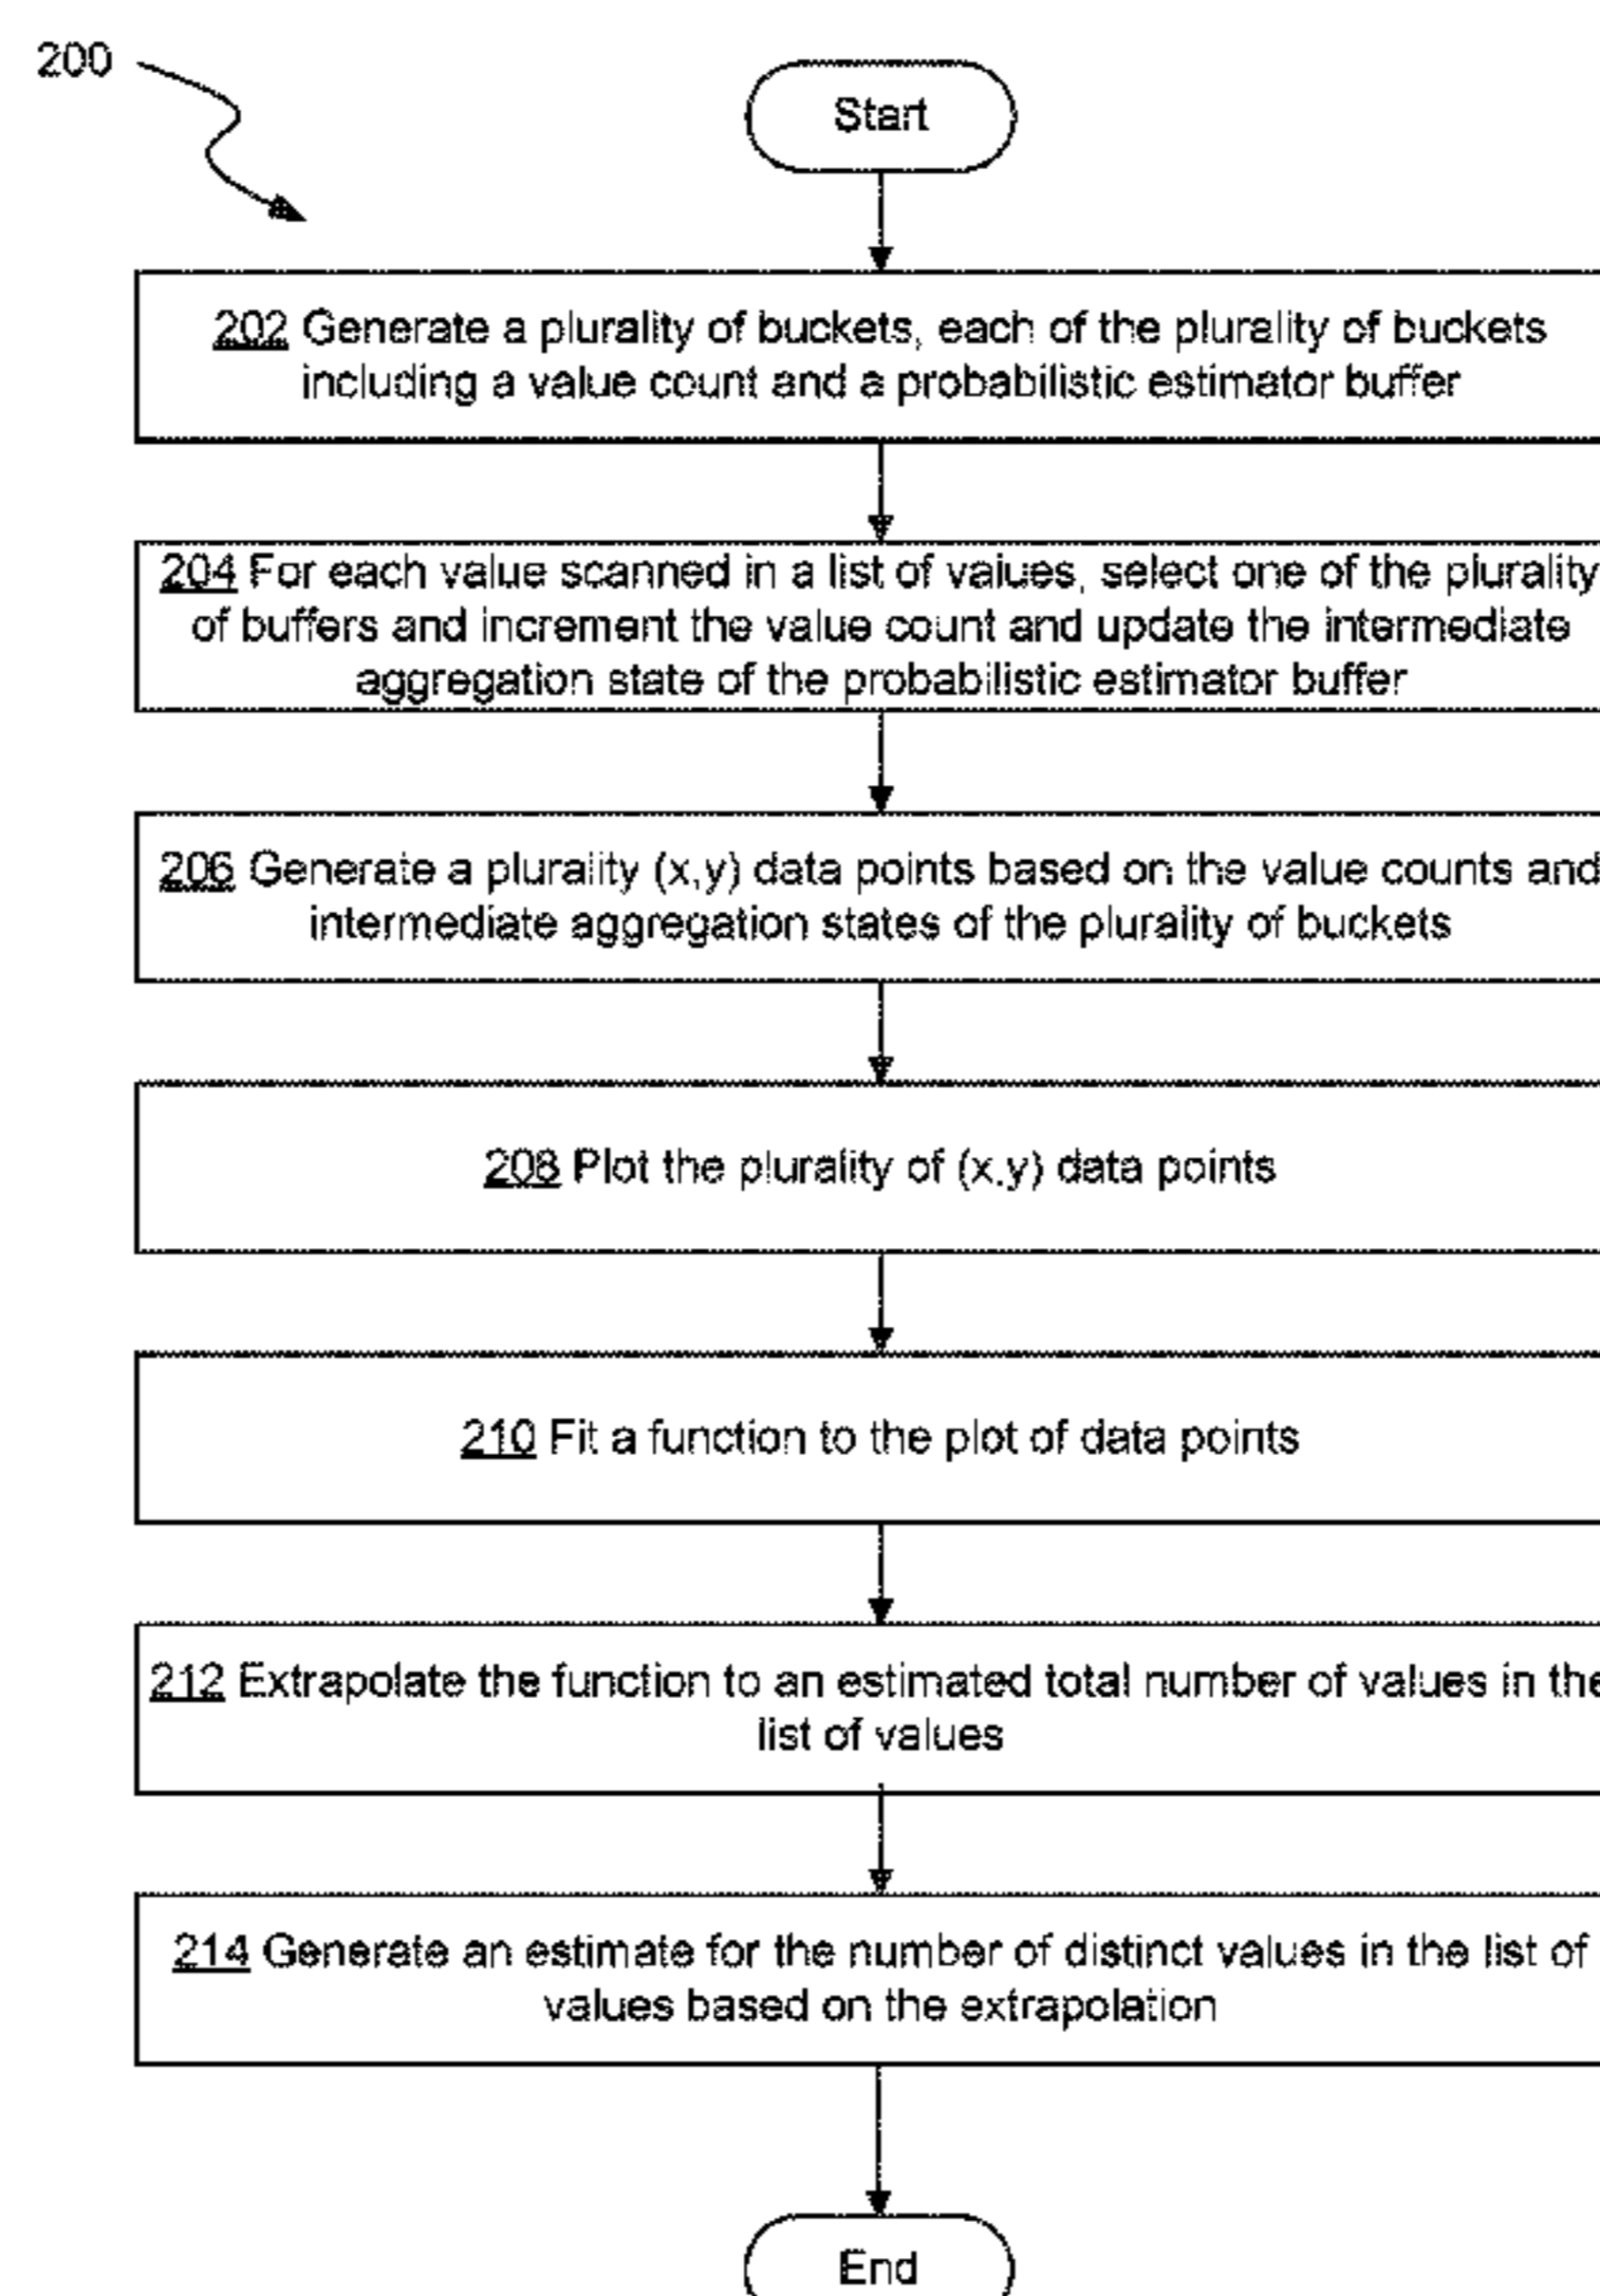 200
Start
202 Generate a plurality of buckets, each of the plurality of buckets
including a value count and a probabilistic estimator buffer
204 For each value scanned in a list of values, select one of the plurality
of buffers and increment the value count and update the intermediate
aggregation state of the probabilistic estimator buffer
206 Generate a plurality (x,y) data points based on the value counts and
intermediate aggregation states of the plurality of buckets
208 Plot the plurality of (x,y) data points
210 Fit a function to the plot of data points
212 Extrapolate the function to an estimated total number of values in the
list of values
214 Generate an estimate for the number of distinct values in the list of
values based on the extrapolation
End